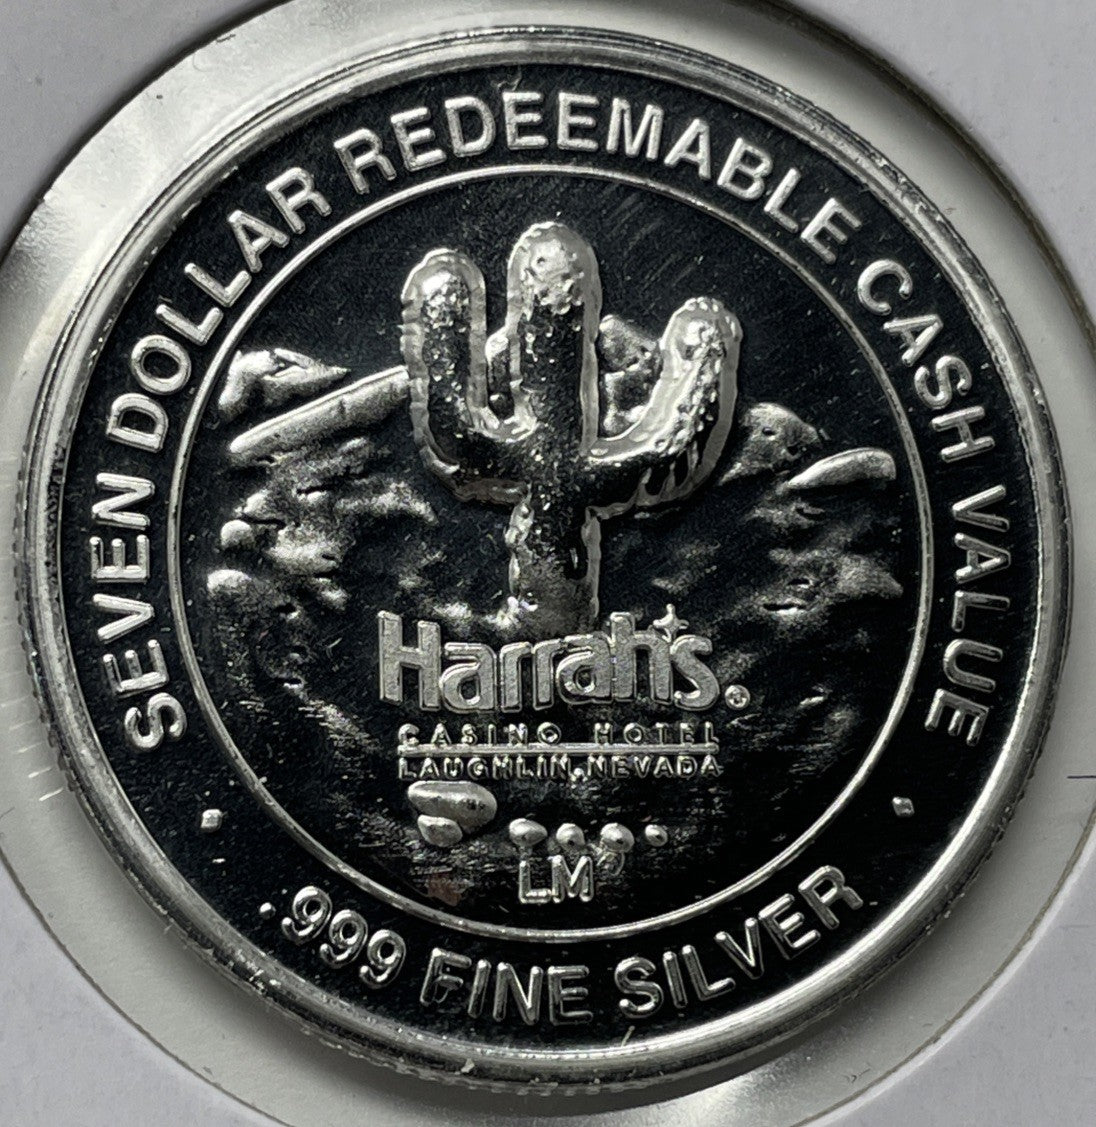 SEVEN DOLLAR REDEEMABLE CASH VALUE
Harrah's®
CASINO HOTEL
LAUGHLIN, NEVADA
LM
.999 FINE SILVER